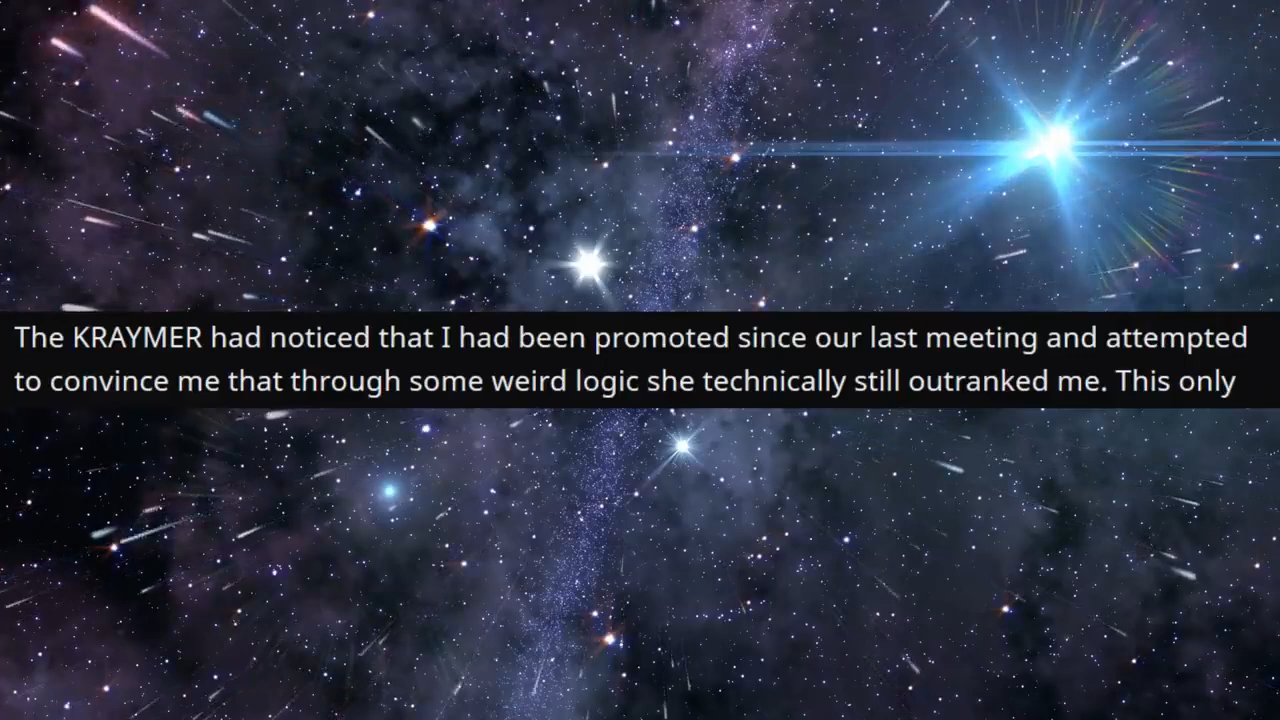 The KRAYMER had noticed that I had been promoted since our last meeting and attempted
to convince me that through some weird logic she technically still outranked me. This only